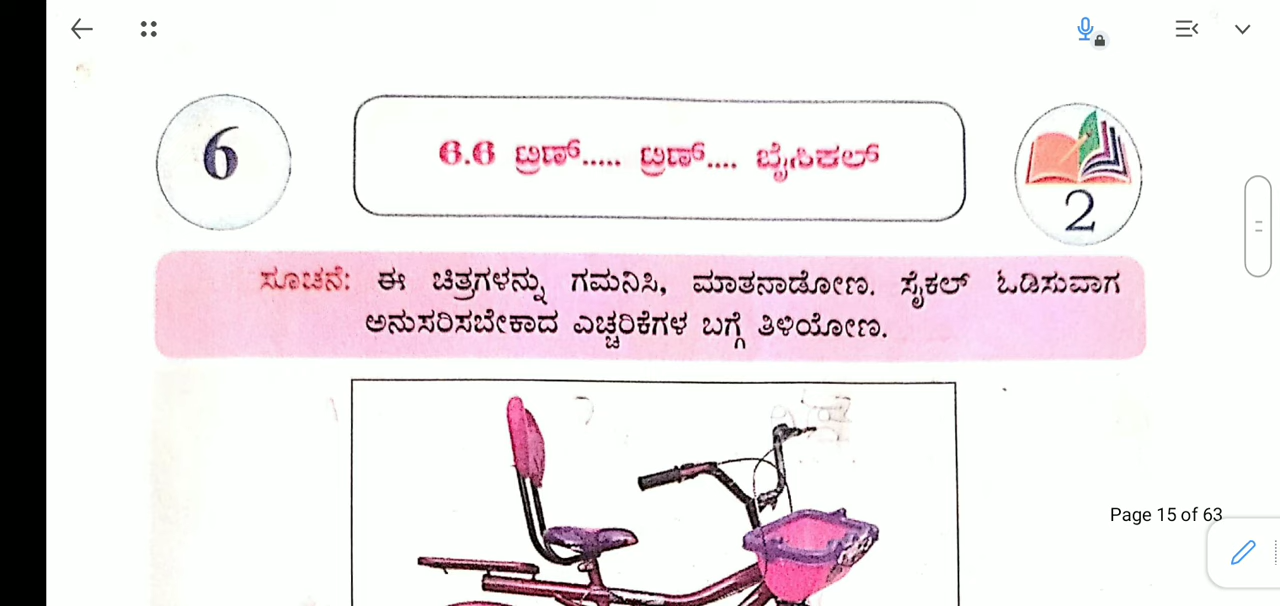 6
6.6 ಟ್ರಿಣ್..... ಟ್ರಿಣ್.... ಬೈಸಿಕಲ್
2
ಸೂಚನೆ: ಈ ಚಿತ್ರಗಳನ್ನು ಗಮನಿಸಿ, ಮಾತನಾಡೋಣ. ಸೈಕಲ್ ಓಡಿಸುವಾಗ
ಅನುಸರಿಸಬೇಕಾದ ಎಚ್ಚರಿಕೆಗಳ ಬಗ್ಗೆ ತಿಳಿಯೋಣ.
Page 15 of 63